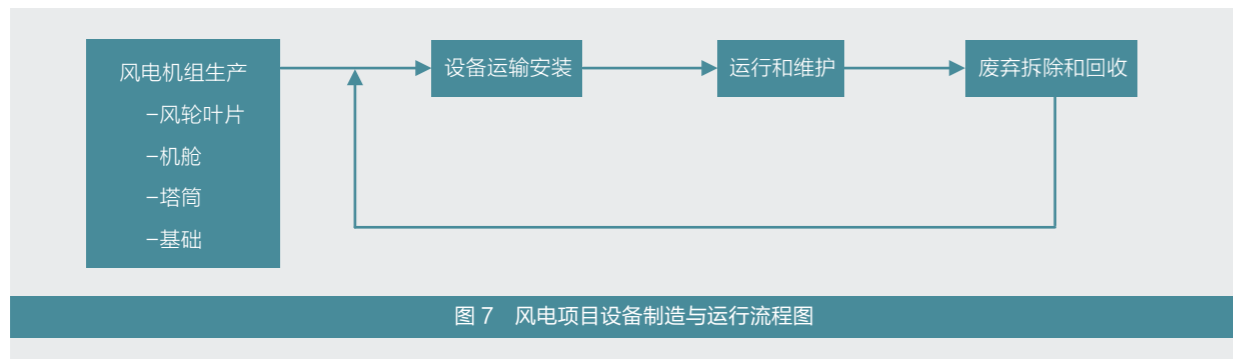 风电机组生产
–风轮叶片
–机舱
–塔筒
–基础
设备运输安装
运行和维护
废弃拆除和回收
图 7 风电项目设备制造与运行流程图